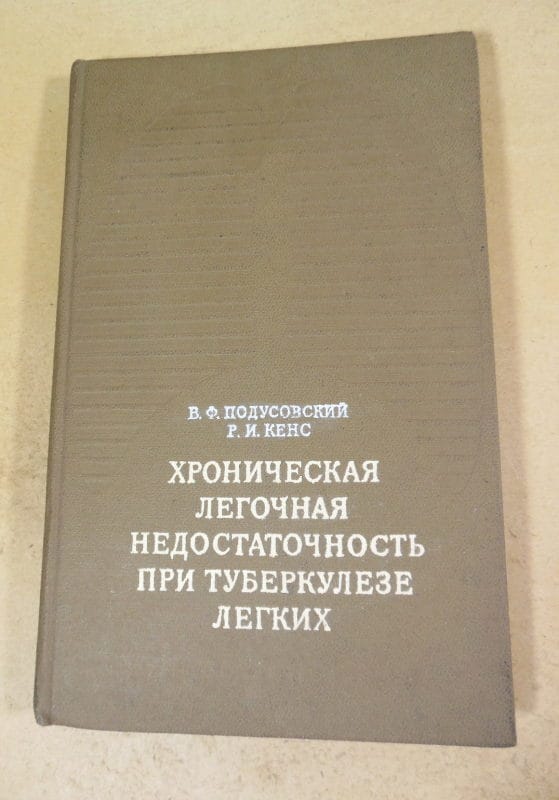 В. Ф. ПОДУСОВСКИЙ
Р. И. КЕНС
ХРОНИЧЕСКАЯ
ЛЕГОЧНАЯ
НЕДОСТАТОЧНОСТЬ
ПРИ ТУБЕРКУЛЕЗЕ
ЛЕГКИХ